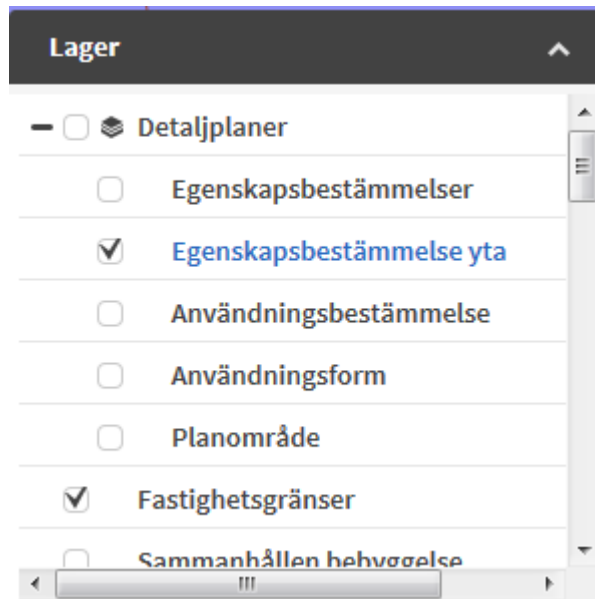 Lager
Detaljplaner
Egenskapsbestämmelser
Egenskapsbestämmelse yta
Användningsbestämmelse
Användningsform
Planområde
Fastighetsgränser
Sammanhållen bebyggelse